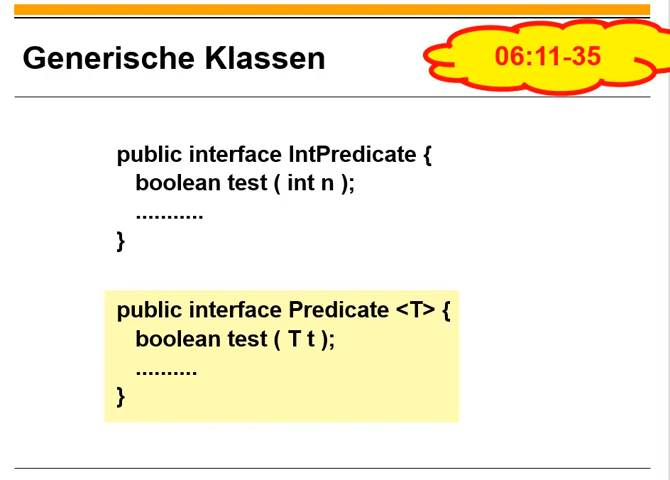 Generische Klassen
06:11-35
public interface IntPredicate {
boolean test ( int n );
...........
}
public interface Predicate <T> {
boolean test ( T t );
..........
}